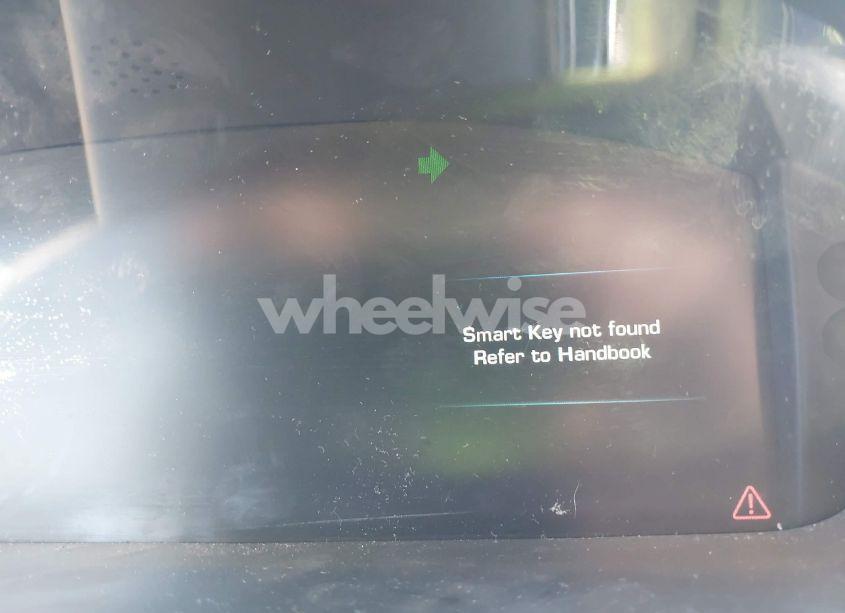 wheelwise
Smart Key not found
Refer to Handbook